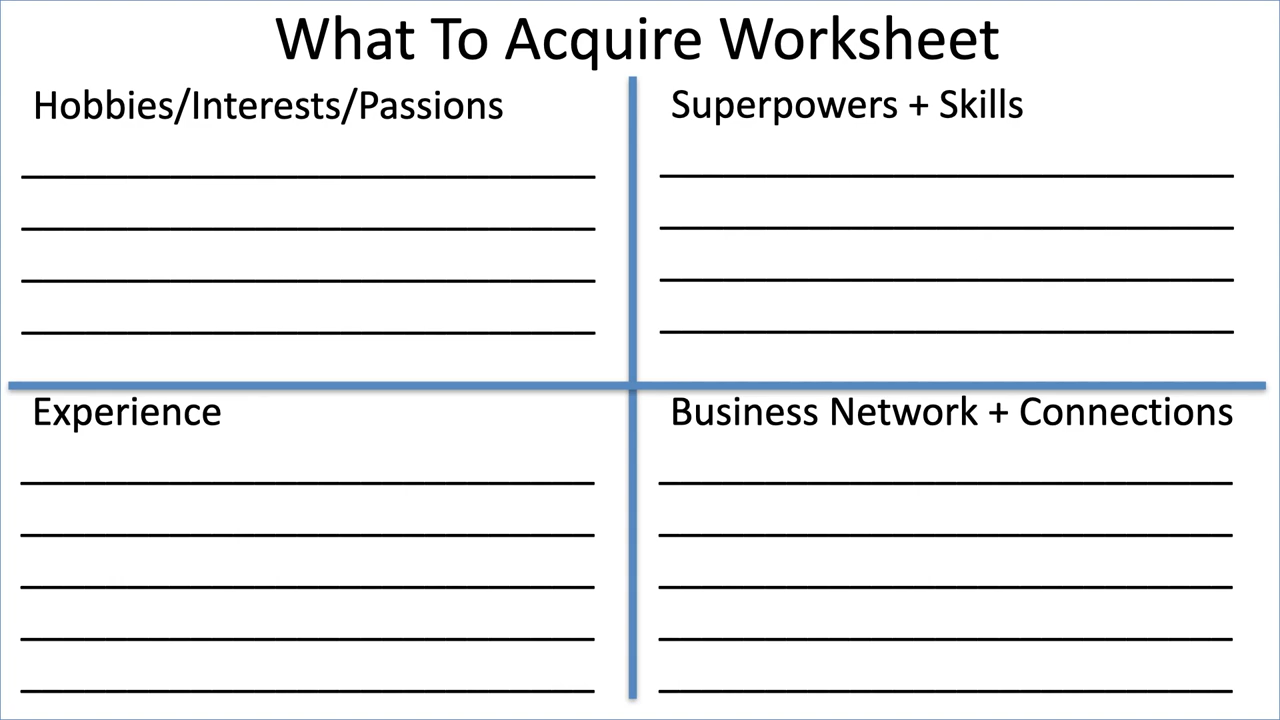 What To Acquire Worksheet
Hobbies/Interests/Passions
Superpowers + Skills
Experience
Business Network + Connections